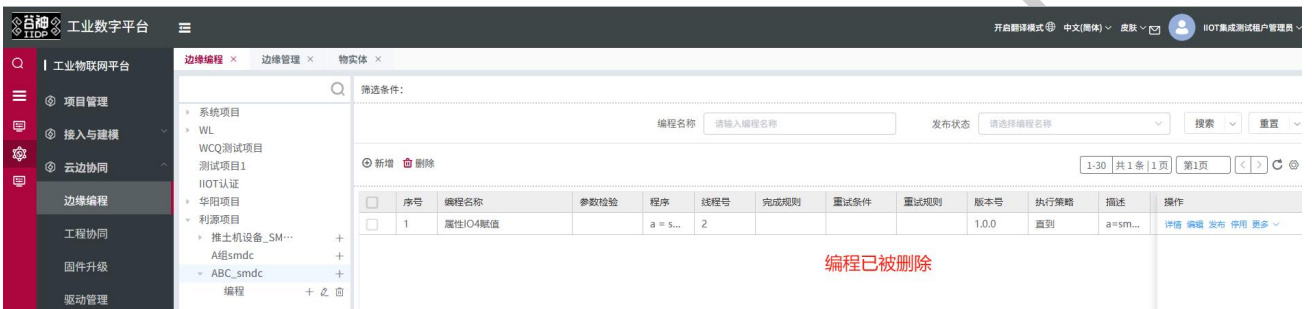 谷神 IIDP 工业数字平台 开启翻译模式 中文(简体) 皮肤 IIOT集成测试租户管理员
工业物联网平台
项目管理
接入与建模
云边协同
边缘编程
工程协同
固件升级
驱动管理
边缘编程 × 边缘管理 × 物实体 ×
系统项目
WL
WCQ测试项目
测试项目1
IIOT认证
华阳项目
利源项目
推土机设备_SM…
A组smdc
ABC_smdc
编程
筛选条件:
编程名称 请输入编程名称 发布状态 请选择编程名称 搜索 重置
新增 删除 1-30 共1条 1页 第1页
序号 编程名称 参数检验 程序 线程号 完成规则 重试条件 重试规则 版本号 执行策略 描述 操作
1 属性IO4赋值 a = s... 2 1.0.0 直到 a=sm... 详情 编辑 发布 停用 更多
编程已被删除